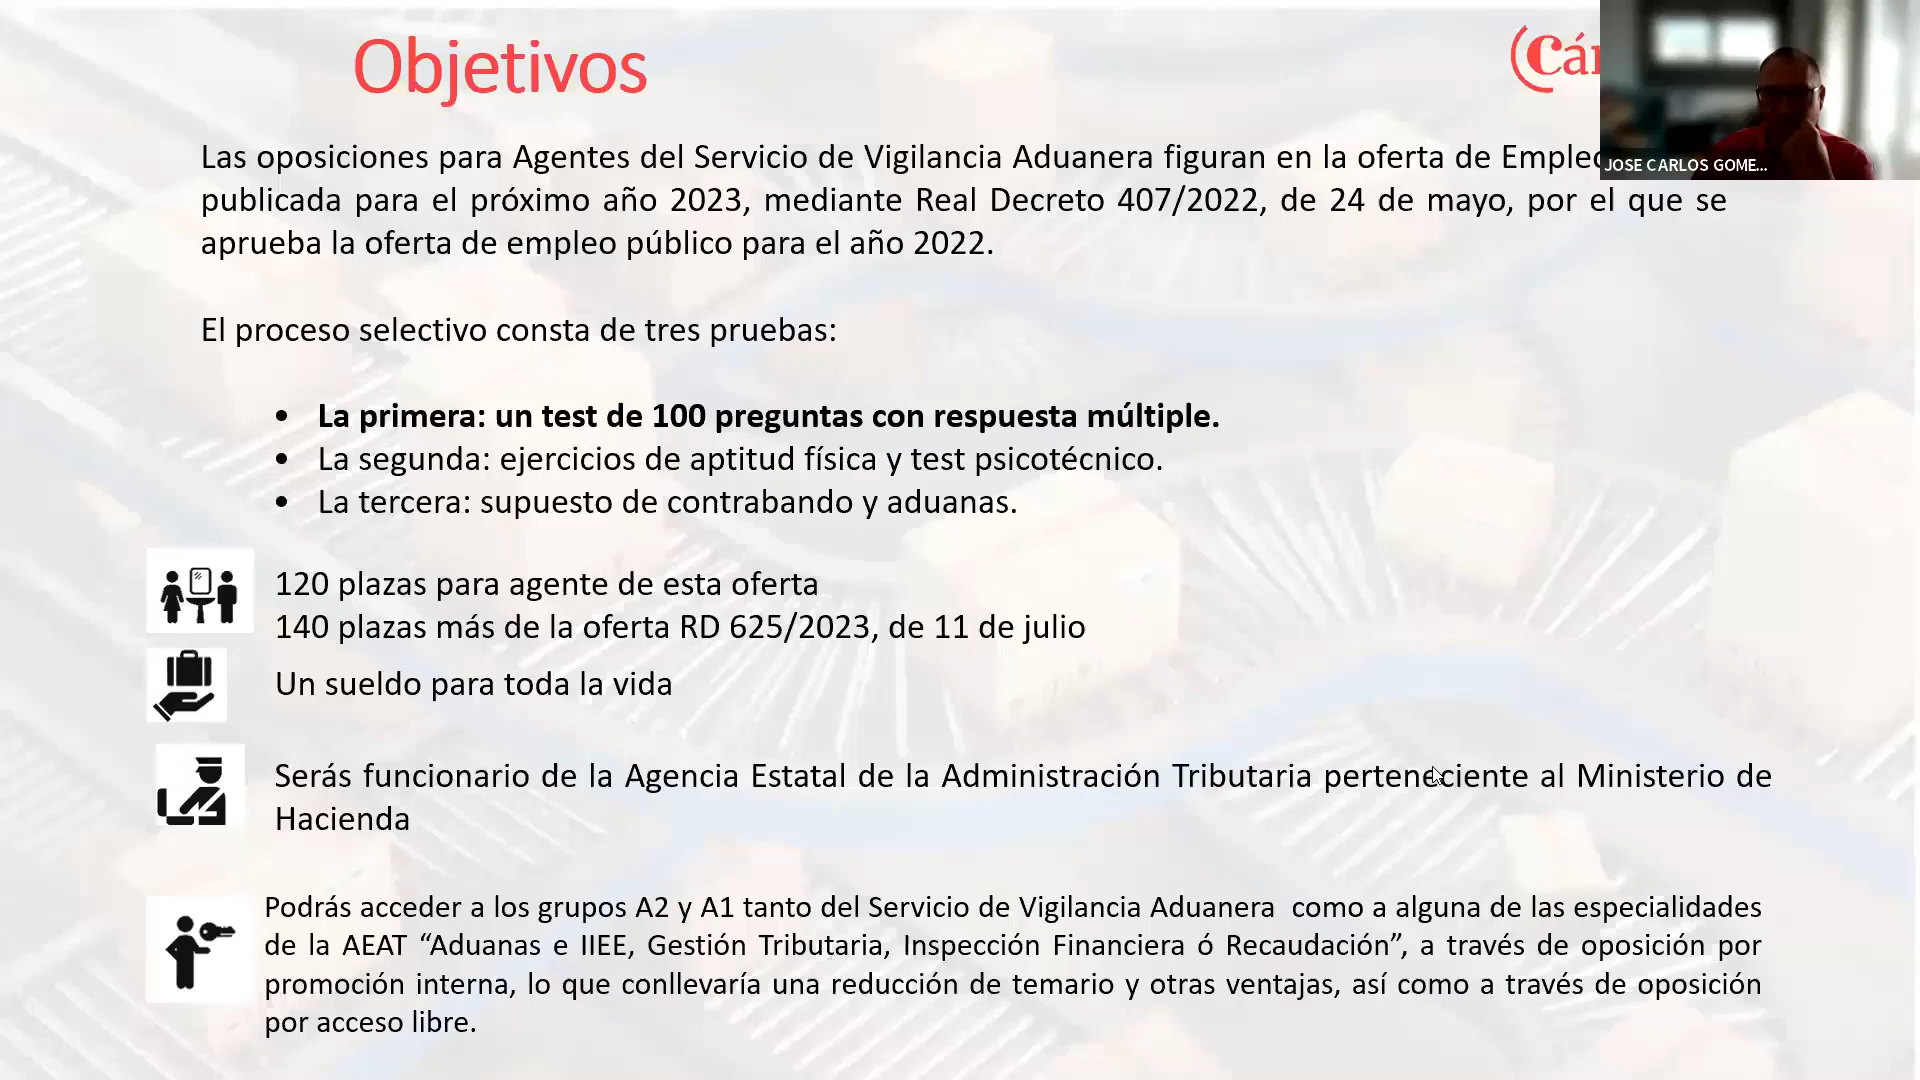 Objetivos
(Cá
JOSE CARLOS GOME...
Las oposiciones para Agentes del Servicio de Vigilancia Aduanera figuran en la oferta de Empleo
publicada para el próximo año 2023, mediante Real Decreto 407/2022, de 24 de mayo, por el que se
aprueba la oferta de empleo público para el año 2022.
El proceso selectivo consta de tres pruebas:
• La primera: un test de 100 preguntas con respuesta múltiple.
• La segunda: ejercicios de aptitud física y test psicotécnico.
• La tercera: supuesto de contrabando y aduanas.
120 plazas para agente de esta oferta
140 plazas más de la oferta RD 625/2023, de 11 de julio
Un sueldo para toda la vida
Serás funcionario de la Agencia Estatal de la Administración Tributaria perteneciente al Ministerio de
Hacienda
Podrás acceder a los grupos A2 y A1 tanto del Servicio de Vigilancia Aduanera como a alguna de las especialidades
de la AEAT “Aduanas e IIEE, Gestión Tributaria, Inspección Financiera ó Recaudación”, a través de oposición por
promoción interna, lo que conllevaría una reducción de temario y otras ventajas, así como a través de oposición
por acceso libre.